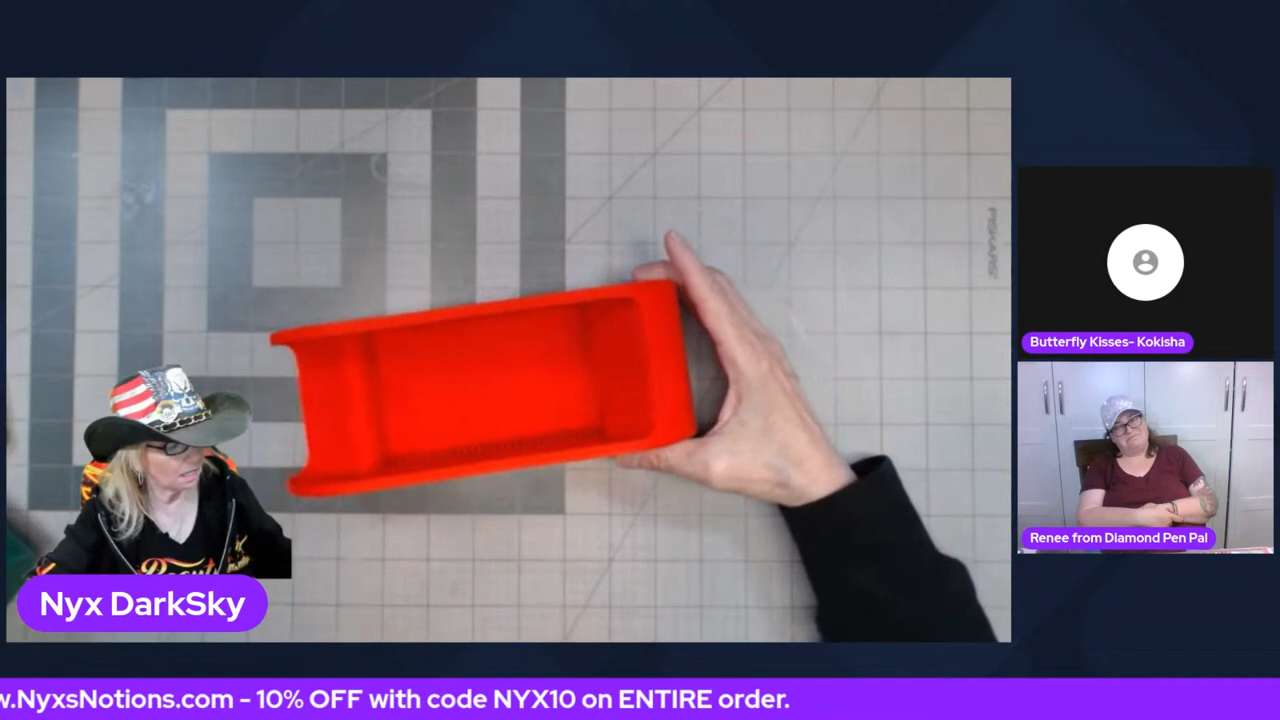 FISKARS
Butterfly Kisses- Kokisha
Renee from Diamond Pen Pal
Nyx DarkSky
w.NyxsNotions.com - 10% OFF with code NYX10 on ENTIRE order.